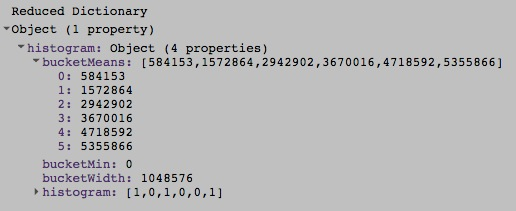 Reduced Dictionary
▼Object (1 property)
▼histogram: Object (4 properties)
▼bucketMeans: [584153,1572864,2942902,3670016,4718592,5355866]
0: 584153
1: 1572864
2: 2942902
3: 3670016
4: 4718592
5: 5355866
bucketMin: 0
bucketWidth: 1048576
▶histogram: [1,0,1,0,0,1]